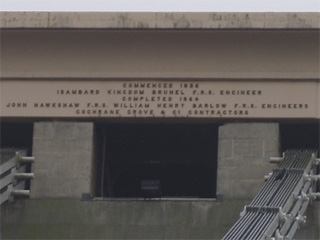 COMMENCED 1836
ISAMBARD KINGDOM BRUNEL F.R.S. ENGINEER
COMPLETED 1864
JOHN HAWKSHAW F.R.S. WILLIAM HENRY BARLOW F.R.S. ENGINEERS
COCHRANE GROVE & Co CONTRACTORS